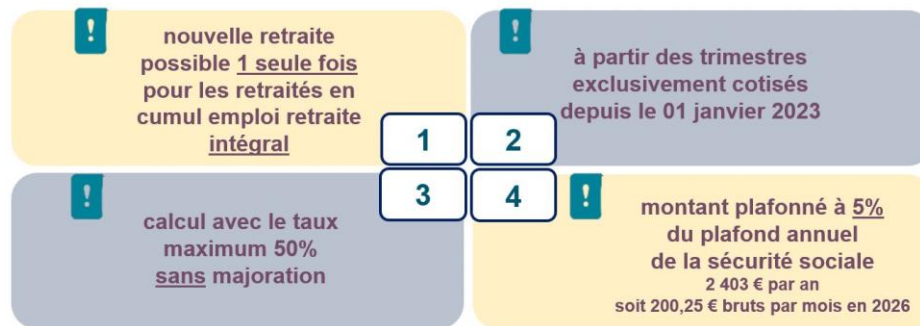 !
nouvelle retraite
possible 1 seule fois
pour les retraités en
cumul emploi retraite
intégral
1
!
à partir des trimestres
exclusivement cotisés
depuis le 01 janvier 2023
2
!
calcul avec le taux
maximum 50%
sans majoration
3
4
!
montant plafonné à 5%
du plafond annuel
de la sécurité sociale
2 403 € par an
soit 200,25 € bruts par mois en 2026